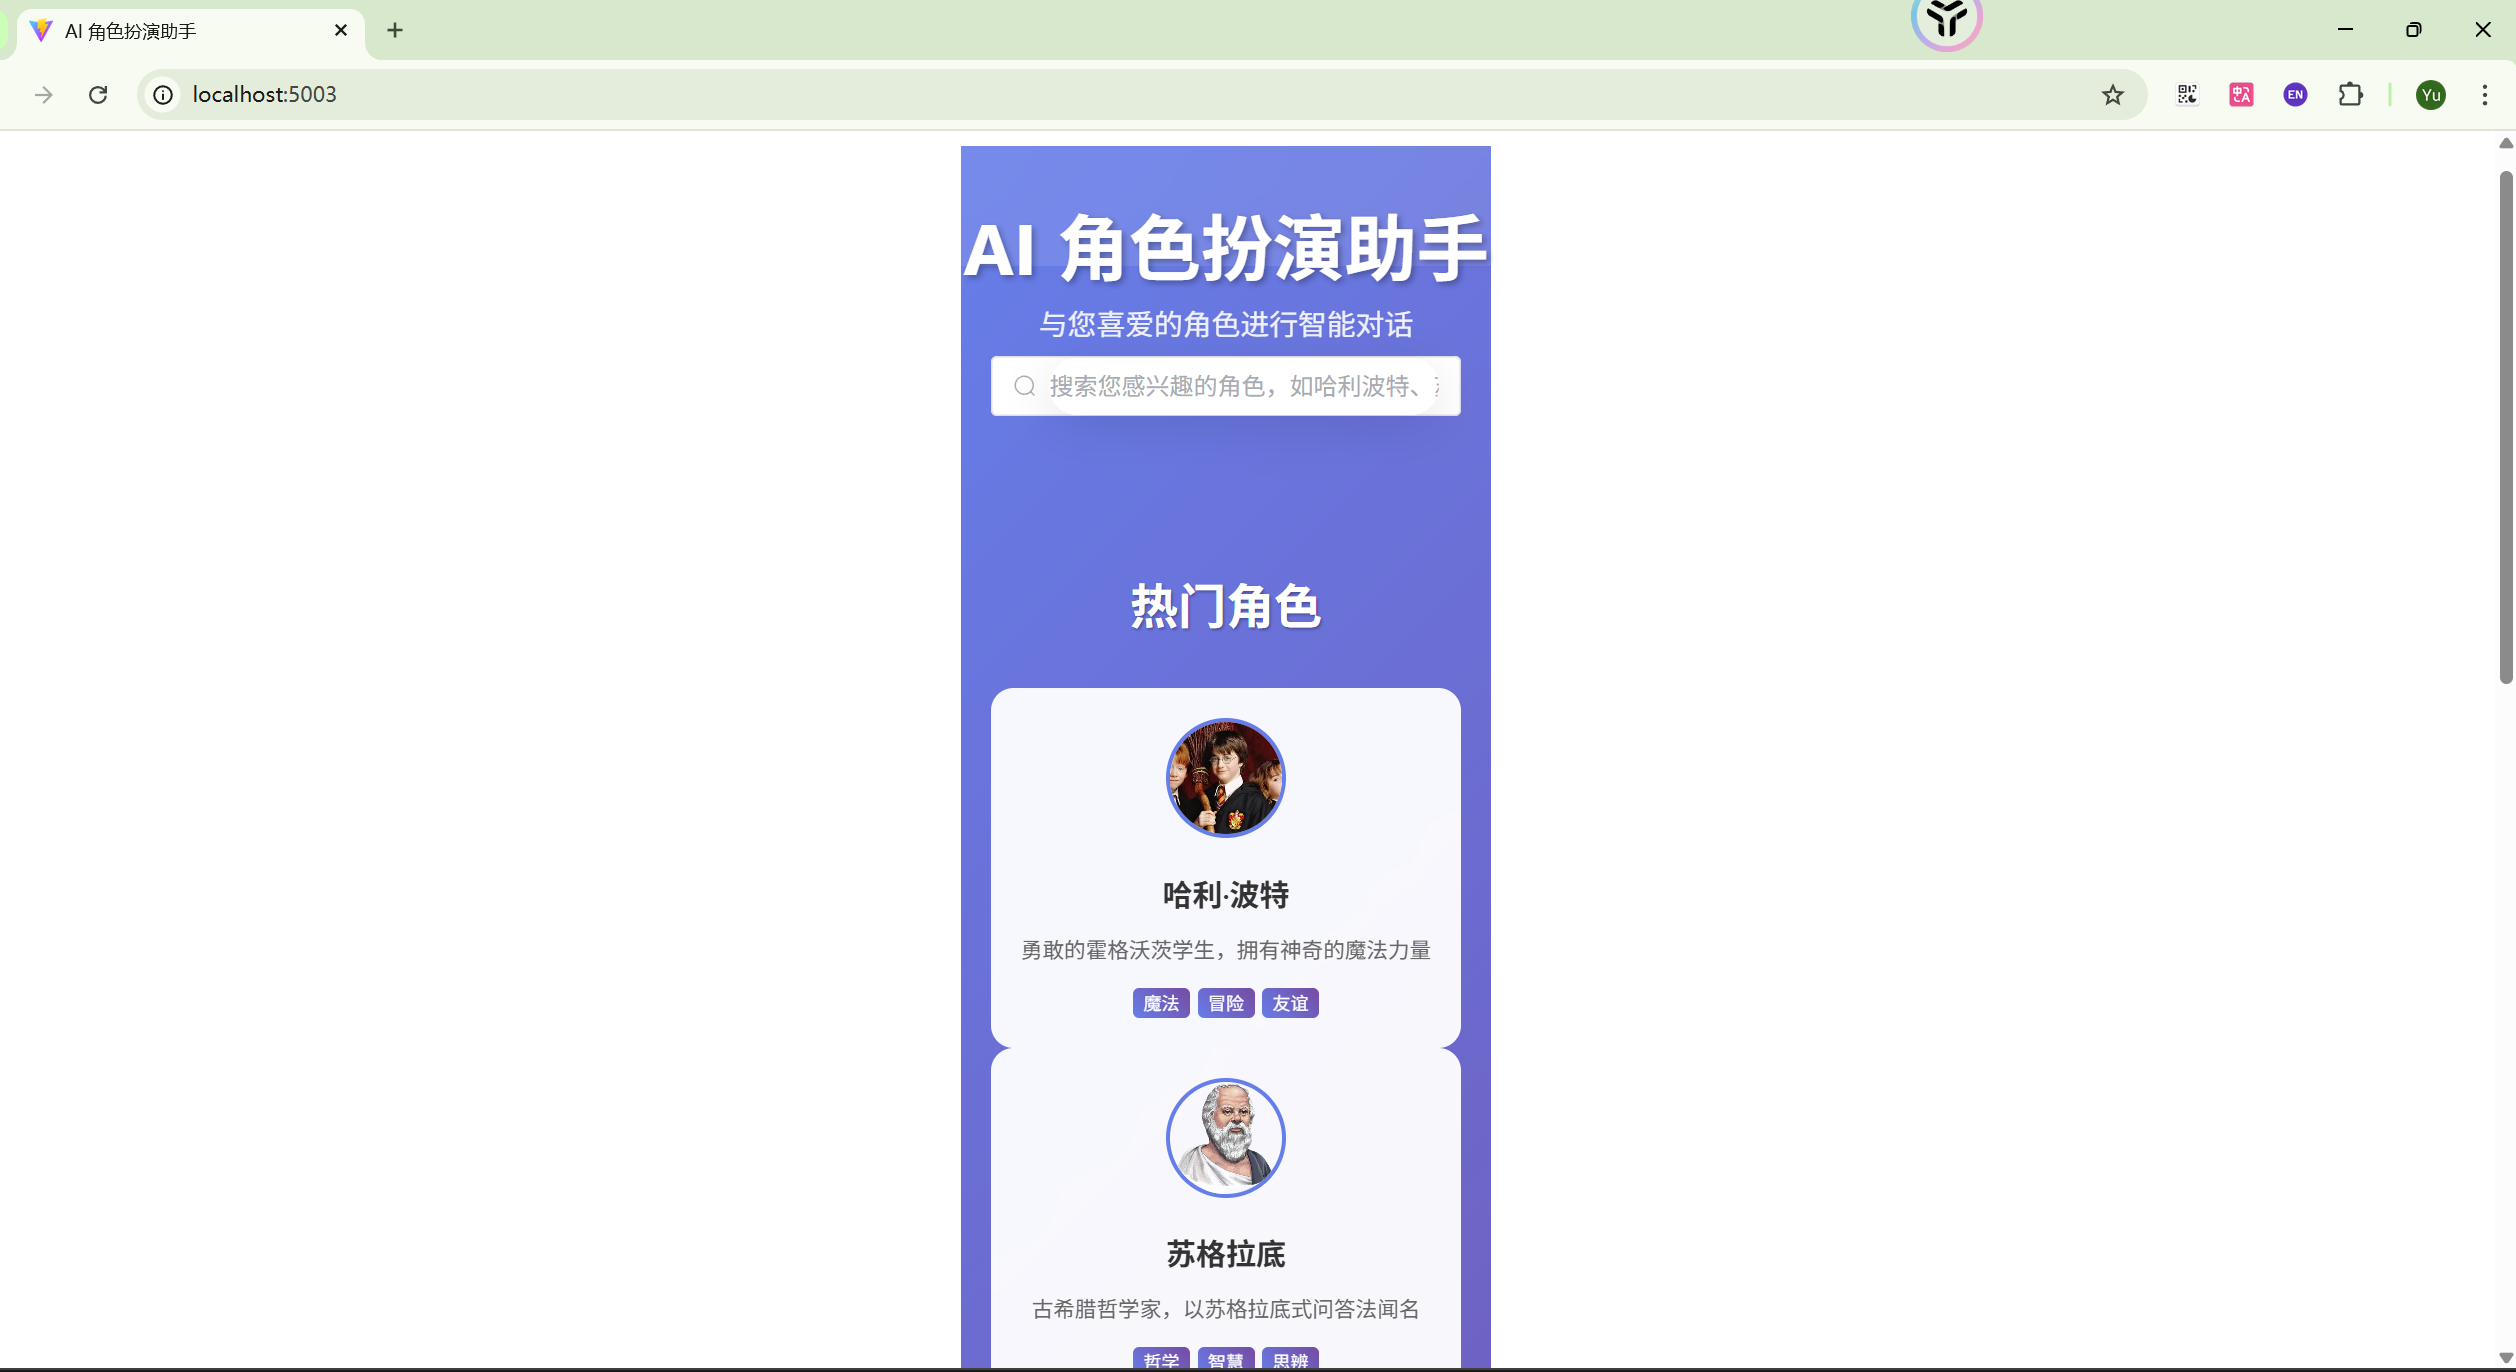 AI 角色扮演助手
localhost:5003
EN
Yu
AI 角色扮演助手
与您喜爱的角色进行智能对话
搜索您感兴趣的角色，如哈利波特、
热门角色
哈利·波特
勇敢的霍格沃茨学生，拥有神奇的魔法力量
魔法 冒险 友谊
苏格拉底
古希腊哲学家，以苏格拉底式问答法闻名
哲学 智慧 思辨